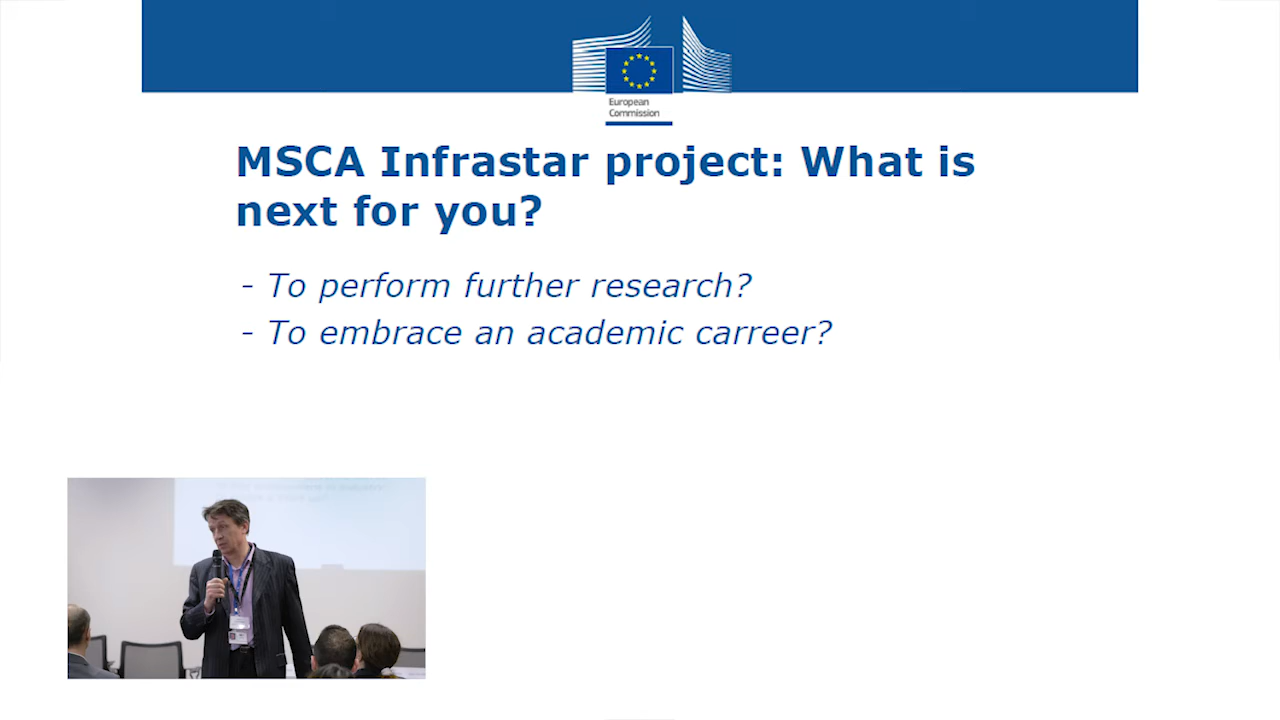 European
Commission
MSCA Infrastar project: What is
next for you?
- To perform further research?
- To embrace an academic carreer?